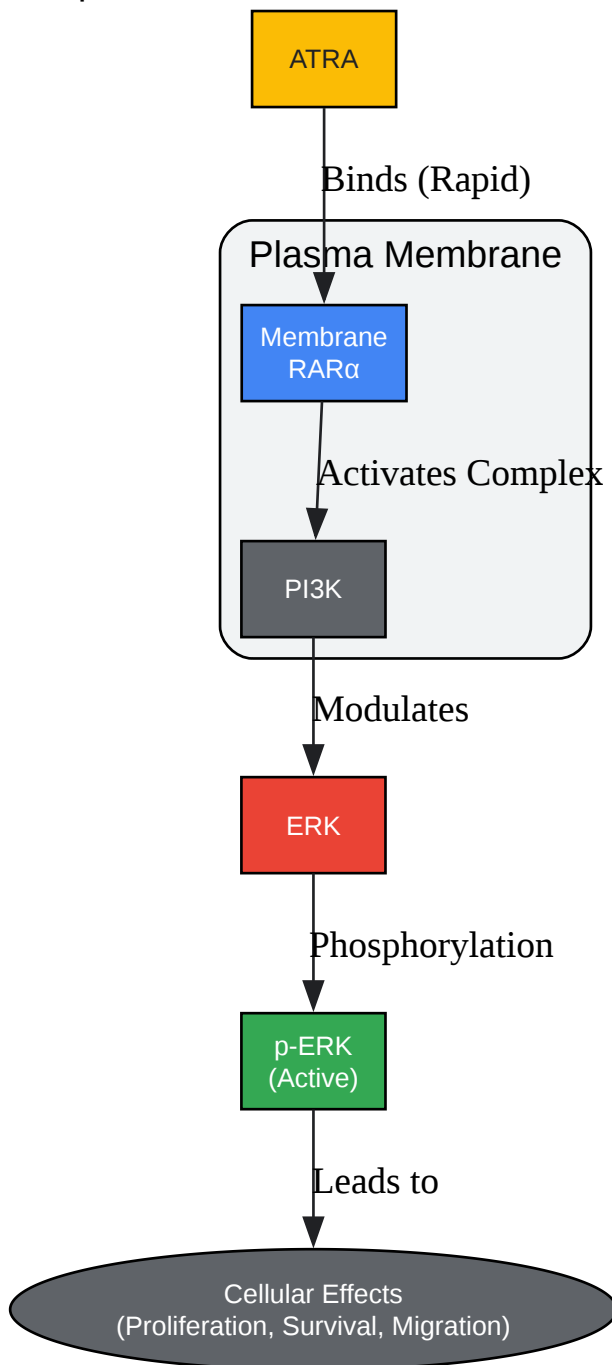 ATRA
Binds (Rapid)
Plasma Membrane
Membrane
RARα
Activates Complex
PI3K
Modulates
ERK
Phosphorylation
p-ERK
(Active)
Leads to
Cellular Effects
(Proliferation, Survival, Migration)